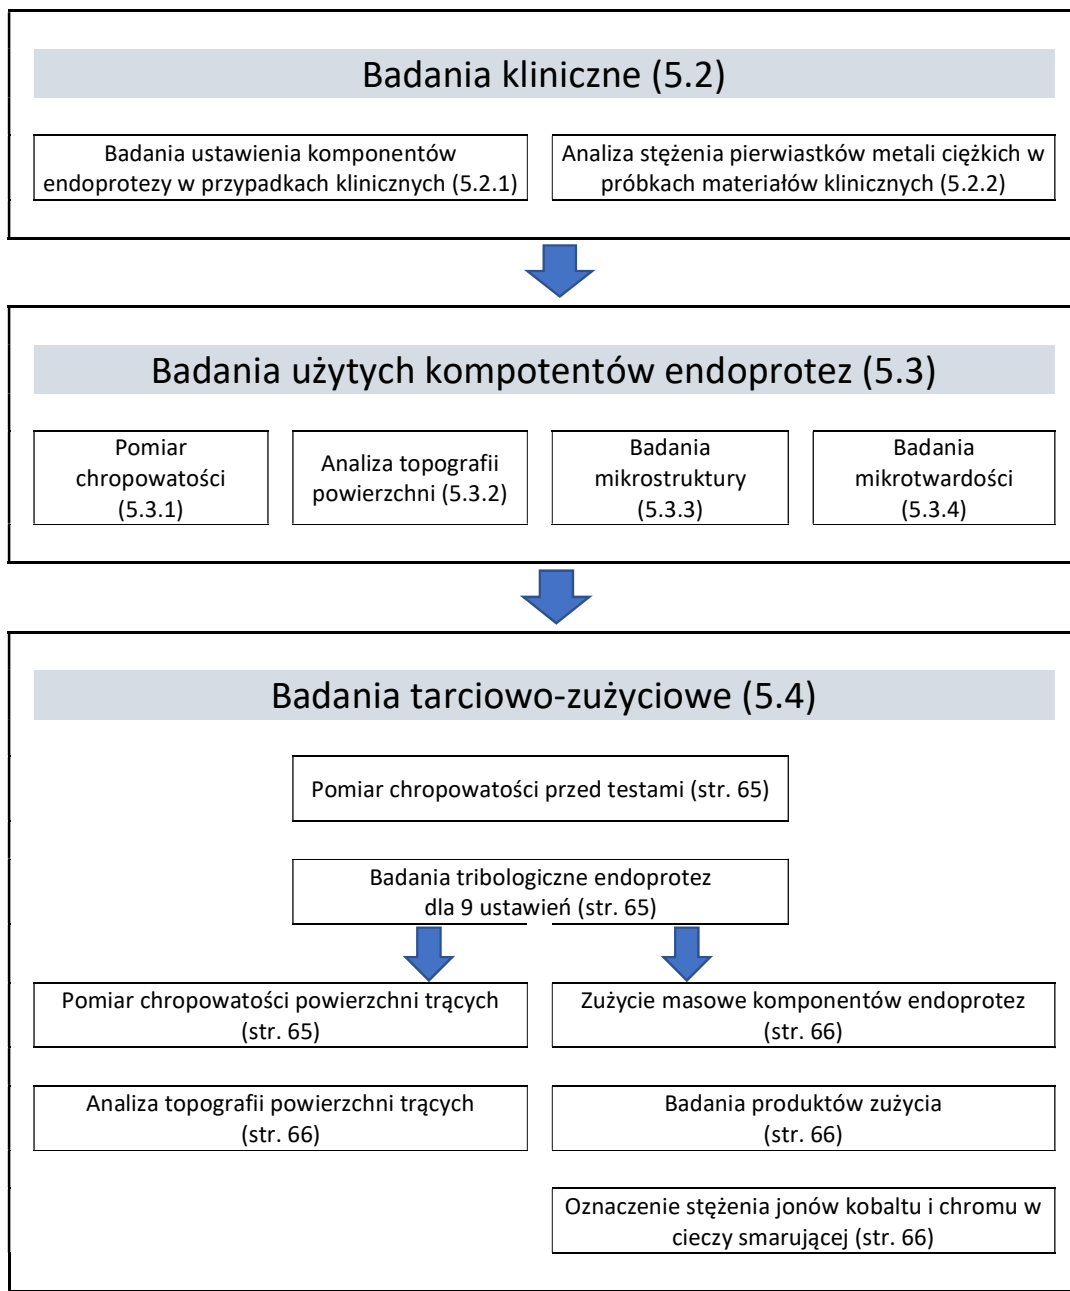 Badania kliniczne (5.2)
Badania ustawienia komponentów
endoprotezy w przypadkach klinicznych (5.2.1)
Analiza stężenia pierwiastków metali ciężkich w
próbkach materiałów klinicznych (5.2.2)
Badania użytych kompotentów endoprotez (5.3)
Pomiar
chropowatości
(5.3.1)
Analiza topografii
powierzchni (5.3.2)
Badania
mikrostruktury
(5.3.3)
Badania
mikrotwardości
(5.3.4)
Badania tarciowo-zużyciowe (5.4)
Pomiar chropowatości przed testami (str. 65)
Badania tribologiczne endoprotez
dla 9 ustawień (str. 65)
Pomiar chropowatości powierzchni trących
(str. 65)
Zużycie masowe komponentów endoprotez
(str. 66)
Analiza topografii powierzchni trących
(str. 66)
Badania produktów zużycia
(str. 66)
Oznaczenie stężenia jonów kobaltu i chromu w
cieczy smarującej (str. 66)